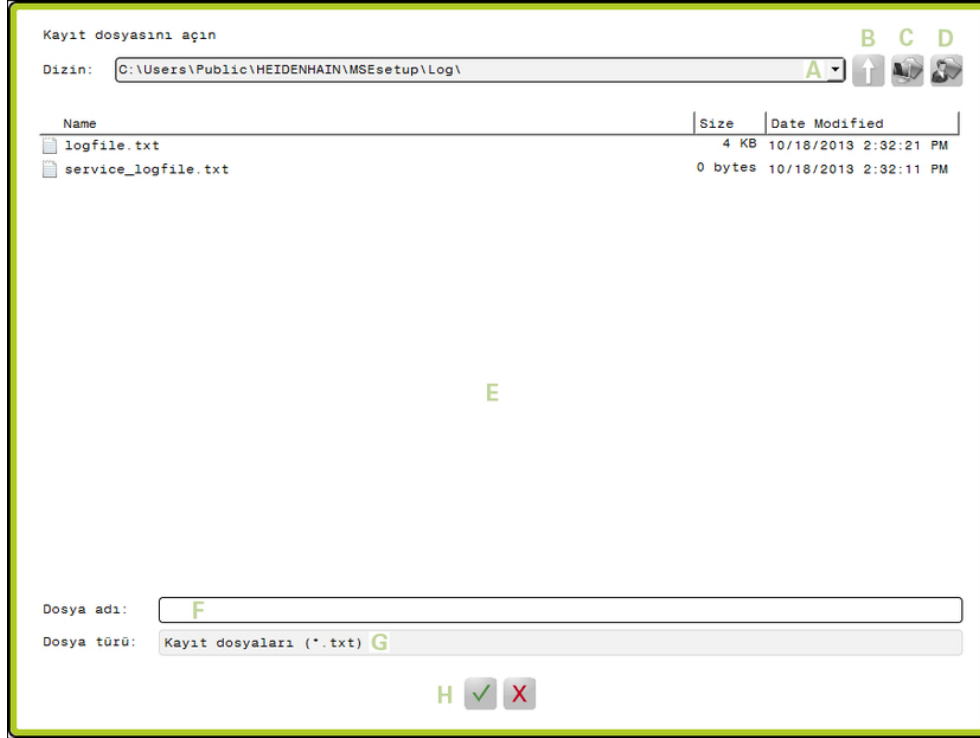 Kayıt dosyasını açın
B C D
Dizin: C:\Users\Public\HEIDENHAIN\MSEsetup\Log\ A
Name Size Date Modified
logfile.txt 4 KB 10/18/2013 2:32:21 PM
service_logfile.txt 0 bytes 10/18/2013 2:32:11 PM
E
Dosya adı: F
Dosya türü: Kayıt dosyaları (*.txt) G
H